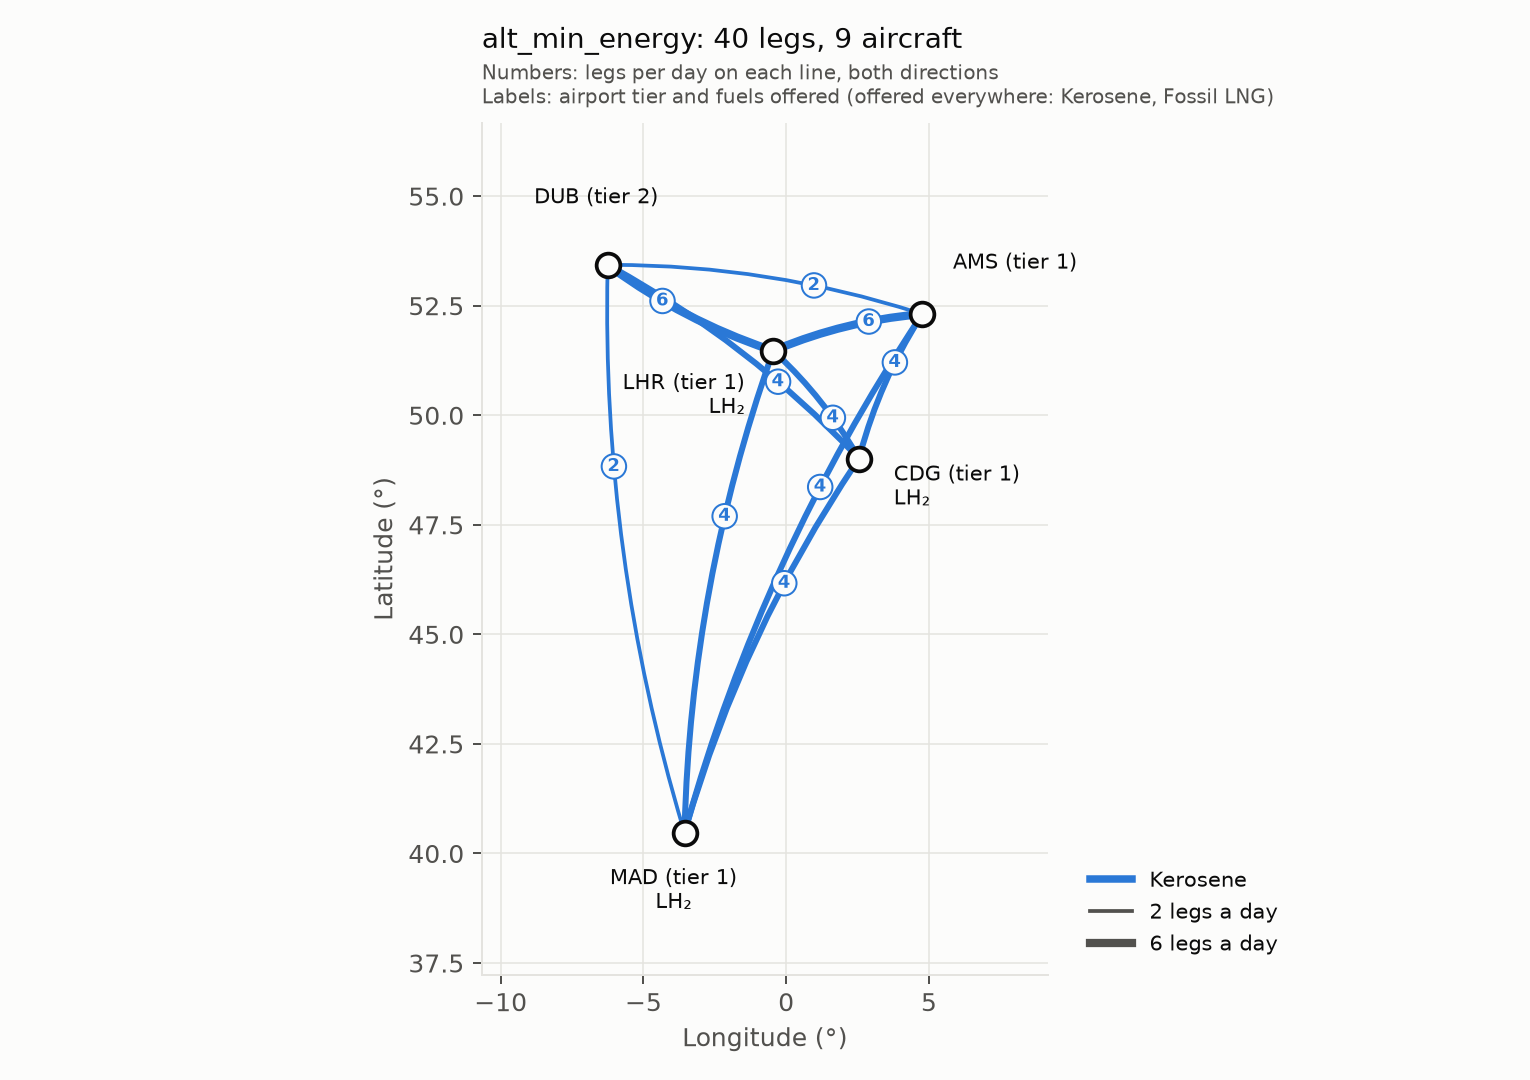 alt_min_energy: 40 legs, 9 aircraft
Numbers: legs per day on each line, both directions
Labels: airport tier and fuels offered (offered everywhere: Kerosene, Fossil LNG)
55.0
DUB (tier 2)
AMS (tier 1)
52.5
6
2
6
4
LHR (tier 1)
LH₂
4
4
50.0
CDG (tier 1)
LH₂
2
4
4
47.5
4
Latitude (°)
45.0
42.5
40.0
MAD (tier 1)
LH₂
37.5
Kerosene
2 legs a day
6 legs a day
−10
−5
0
5
Longitude (°)